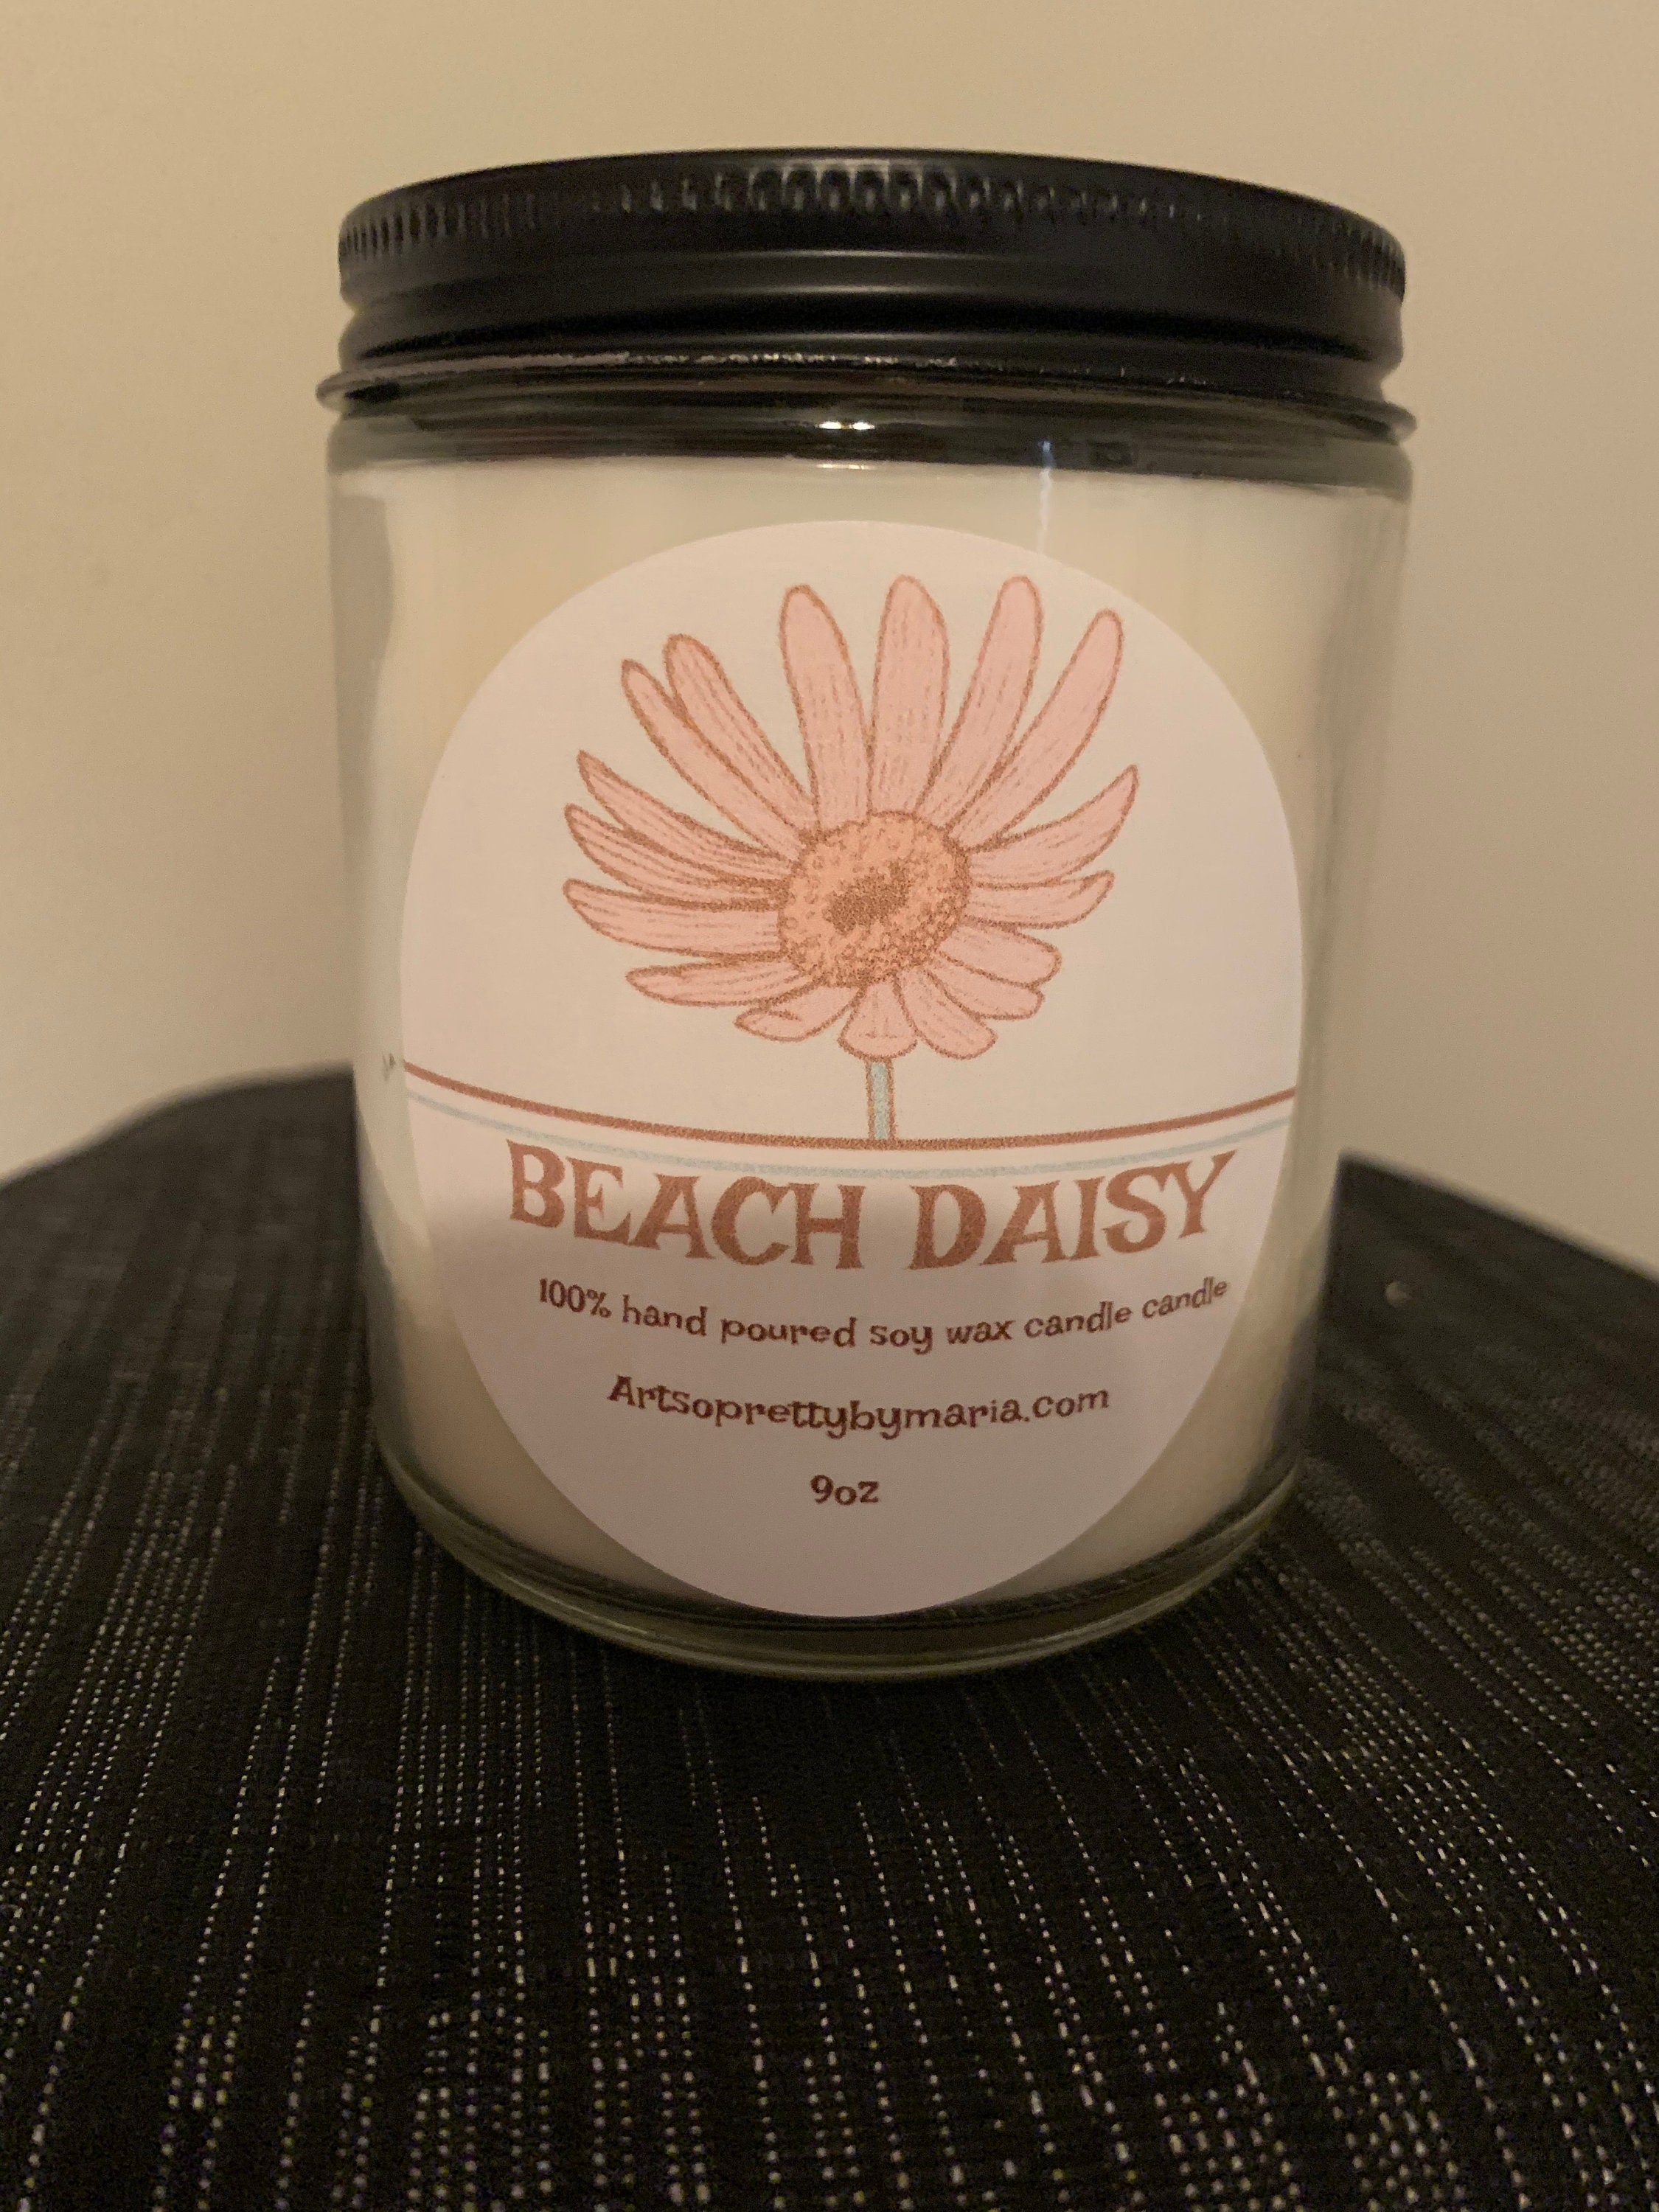 BEACH DAISY
100% hand poured soy wax candle candle
Artsoprettybymaria.com
9oz